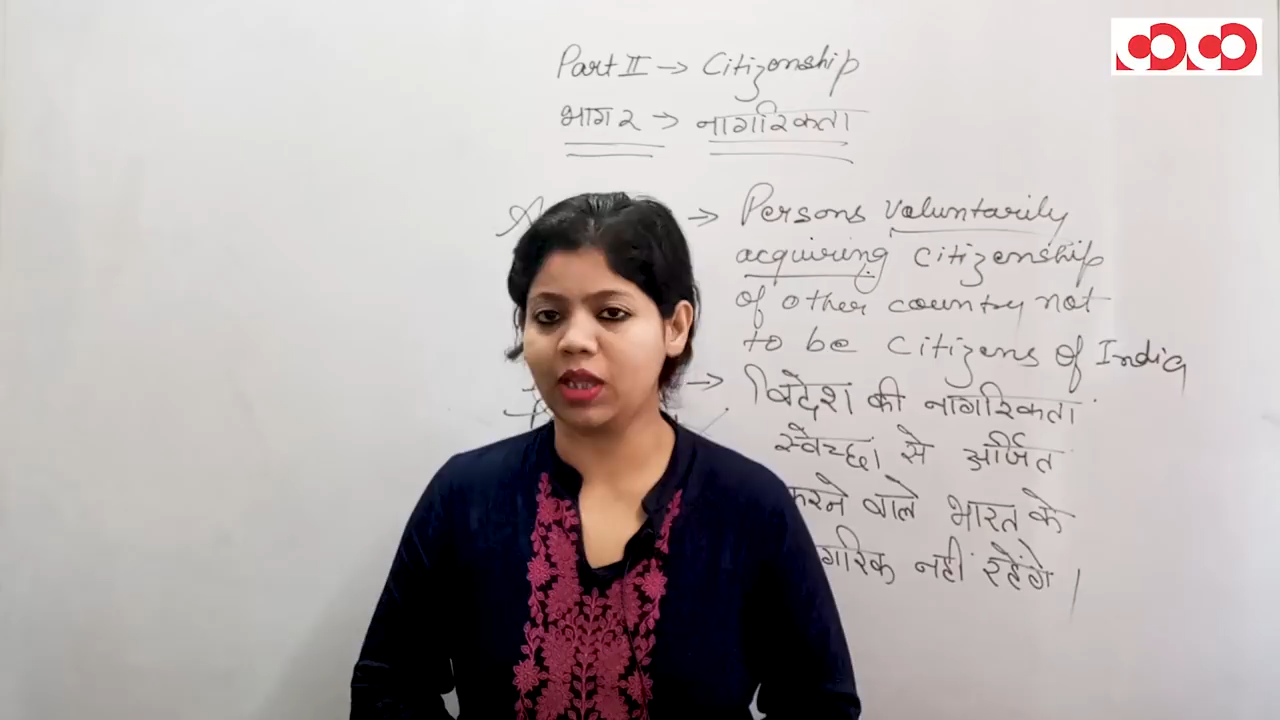 Part II → Citizenship
भाग २ → नागरिकता
→ Persons voluntarily
acquiring citizenship
of other country not
to be citizens of India
→ विदेश की नागरिकता
स्वेच्छा से अर्जित
करने वाले भारत के
गरिक नहीं रहेंगे।